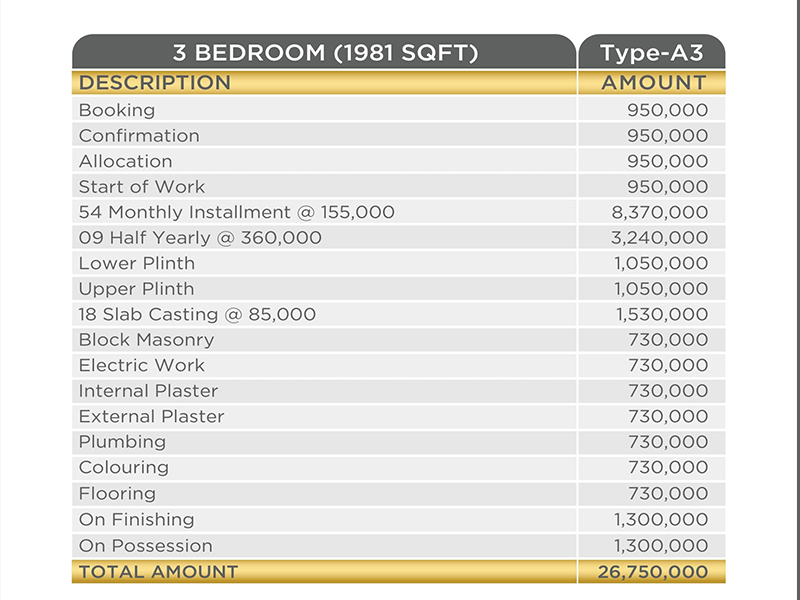 3 BEDROOM (1981 SQFT) Type-A3
DESCRIPTION AMOUNT
Booking 950,000
Confirmation 950,000
Allocation 950,000
Start of Work 950,000
54 Monthly Installment @ 155,000 8,370,000
09 Half Yearly @ 360,000 3,240,000
Lower Plinth 1,050,000
Upper Plinth 1,050,000
18 Slab Casting @ 85,000 1,530,000
Block Masonry 730,000
Electric Work 730,000
Internal Plaster 730,000
External Plaster 730,000
Plumbing 730,000
Colouring 730,000
Flooring 730,000
On Finishing 1,300,000
On Possession 1,300,000
TOTAL AMOUNT 26,750,000